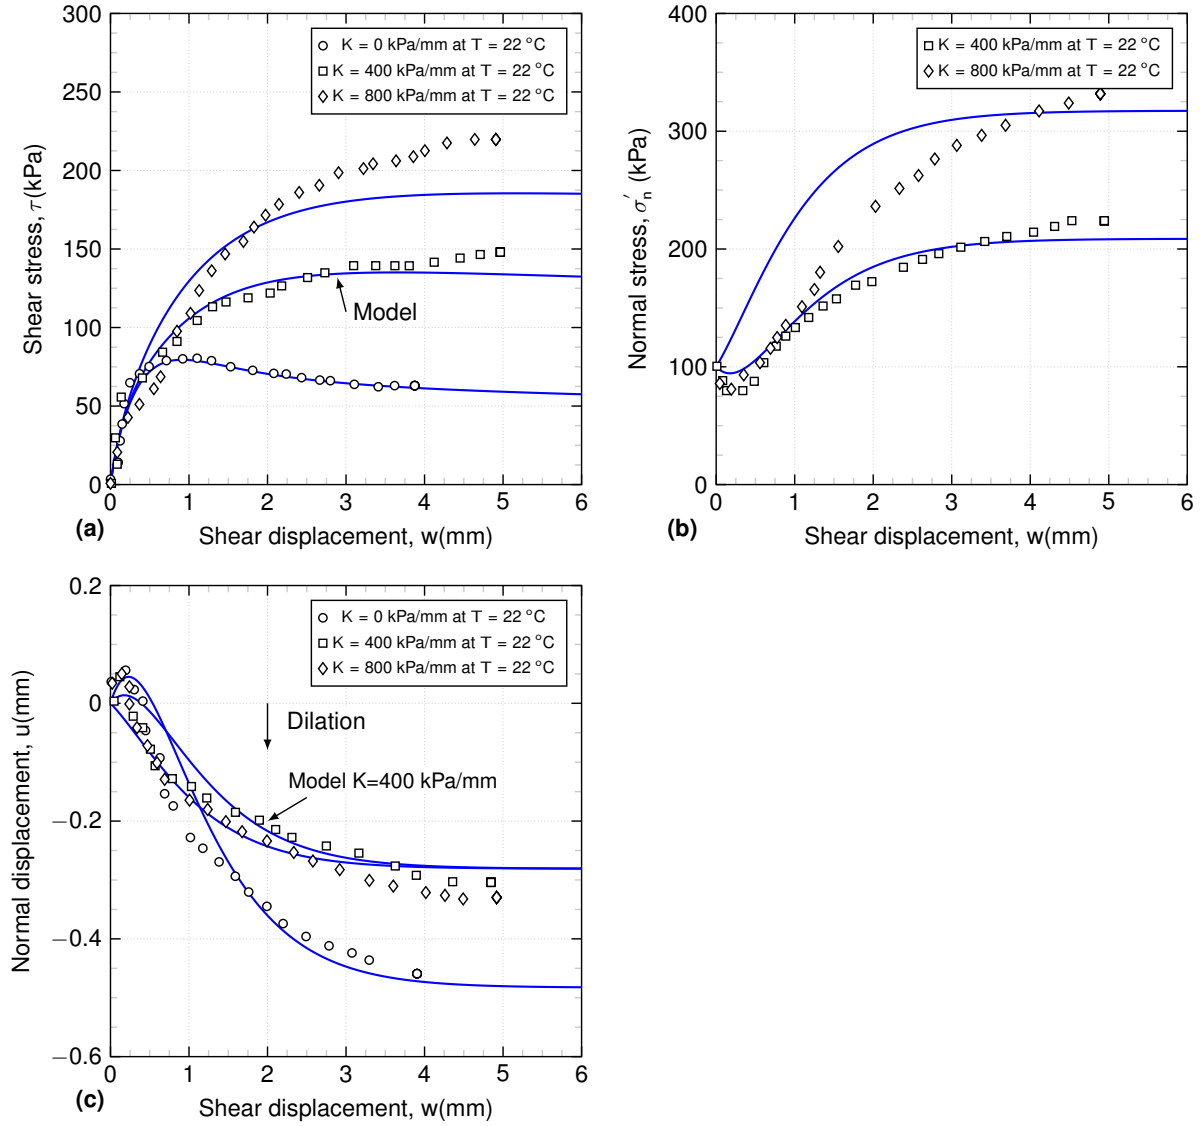 300
250
200
150
100
50
0
0 1 2 3 4 5 6
Shear stress, τ(kPa)
Shear displacement, w(mm)
K = 0 kPa/mm at T = 22 °C
K = 400 kPa/mm at T = 22 °C
K = 800 kPa/mm at T = 22 °C
Model
(a)
400
300
200
100
0
0 1 2 3 4 5 6
Normal stress, σ′n (kPa)
Shear displacement, w(mm)
K = 400 kPa/mm at T = 22 °C
K = 800 kPa/mm at T = 22 °C
(b)
0.2
0
−0.2
−0.4
−0.6
0 1 2 3 4 5 6
Normal displacement, u(mm)
Shear displacement, w(mm)
K = 0 kPa/mm at T = 22 °C
K = 400 kPa/mm at T = 22 °C
K = 800 kPa/mm at T = 22 °C
Dilation
Model K=400 kPa/mm
(c)